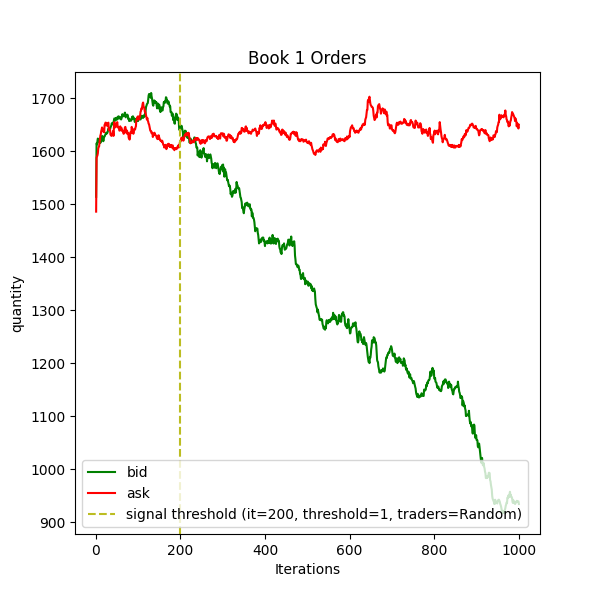 Book 1 Orders
quantity
1700
1600
1500
1400
1300
1200
1100
1000
900
bid
ask
signal threshold (it=200, threshold=1, traders=Random)
0 200 400 600 800 1000
Iterations